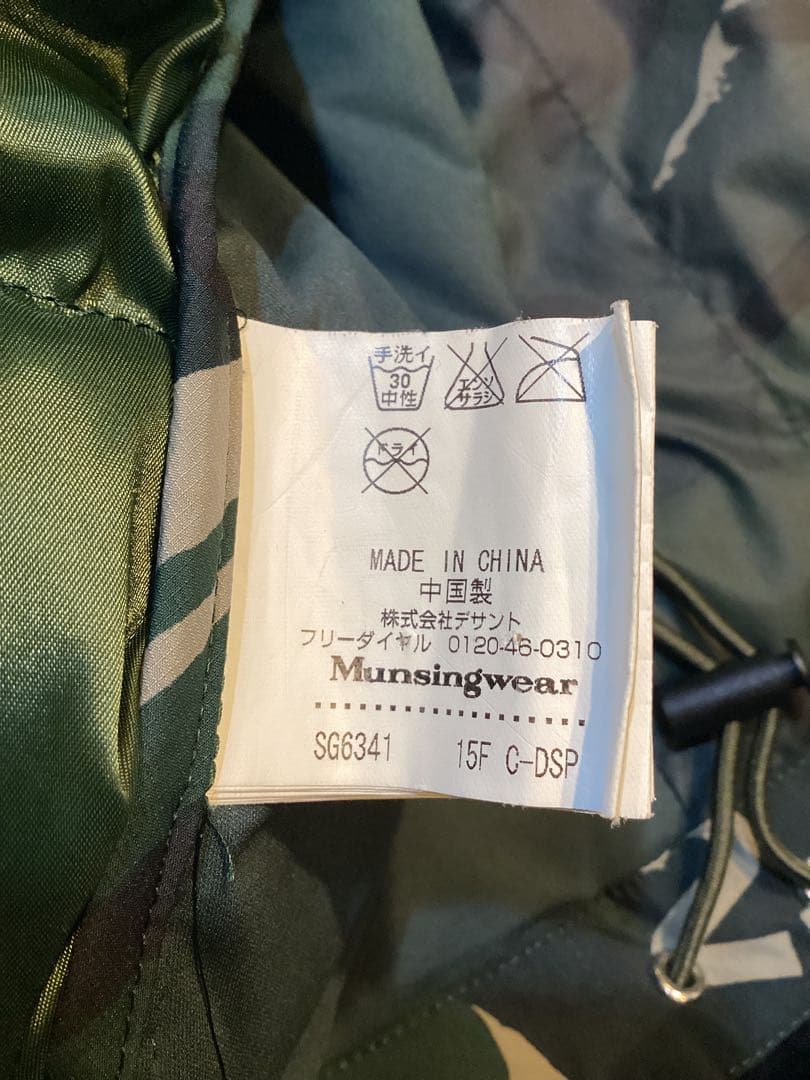 手洗イ
30
中性
エンソ
サラシ
ドライ
MADE IN CHINA
中国製
株式会社デサント
フリーダイヤル 0120-46-0310
Munsingwear
SG6341 15F C-DSP